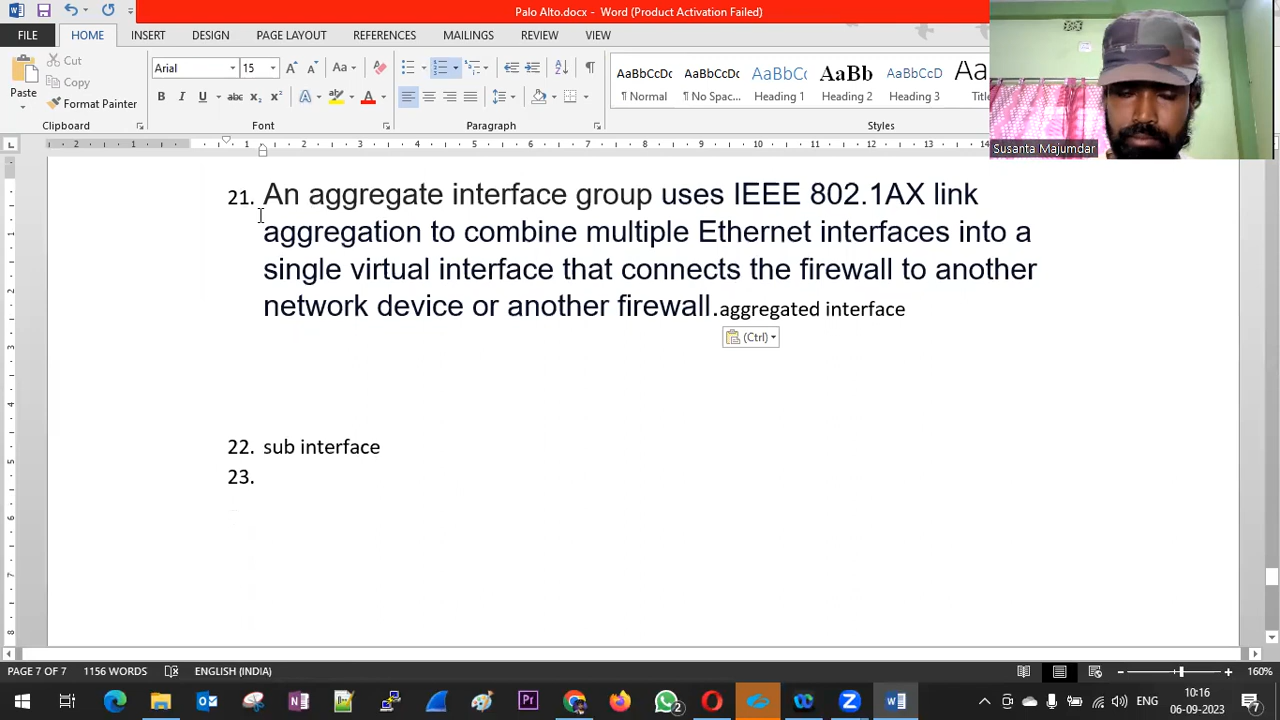 Palo Alto.docx - Word (Product Activation Failed)
FILE HOME INSERT DESIGN PAGE LAYOUT REFERENCES MAILINGS REVIEW VIEW
Cut
Copy
Format Painter
Paste
Arial 15
AaBbCcDc AaBbCcDc AaBbCc AaBb AaBbCcD AaB
¶ Normal ¶ No Spac... Heading 1 Heading 2 Heading 3 Title
Clipboard Font Paragraph Styles
Susanta Majumdar
21. An aggregate interface group uses IEEE 802.1AX link
aggregation to combine multiple Ethernet interfaces into a
single virtual interface that connects the firewall to another
network device or another firewall.aggregated interface
(Ctrl)
22. sub interface
23.
PAGE 7 OF 7 1156 WORDS ENGLISH (INDIA) 160%
ENG 10:16
06-09-2023